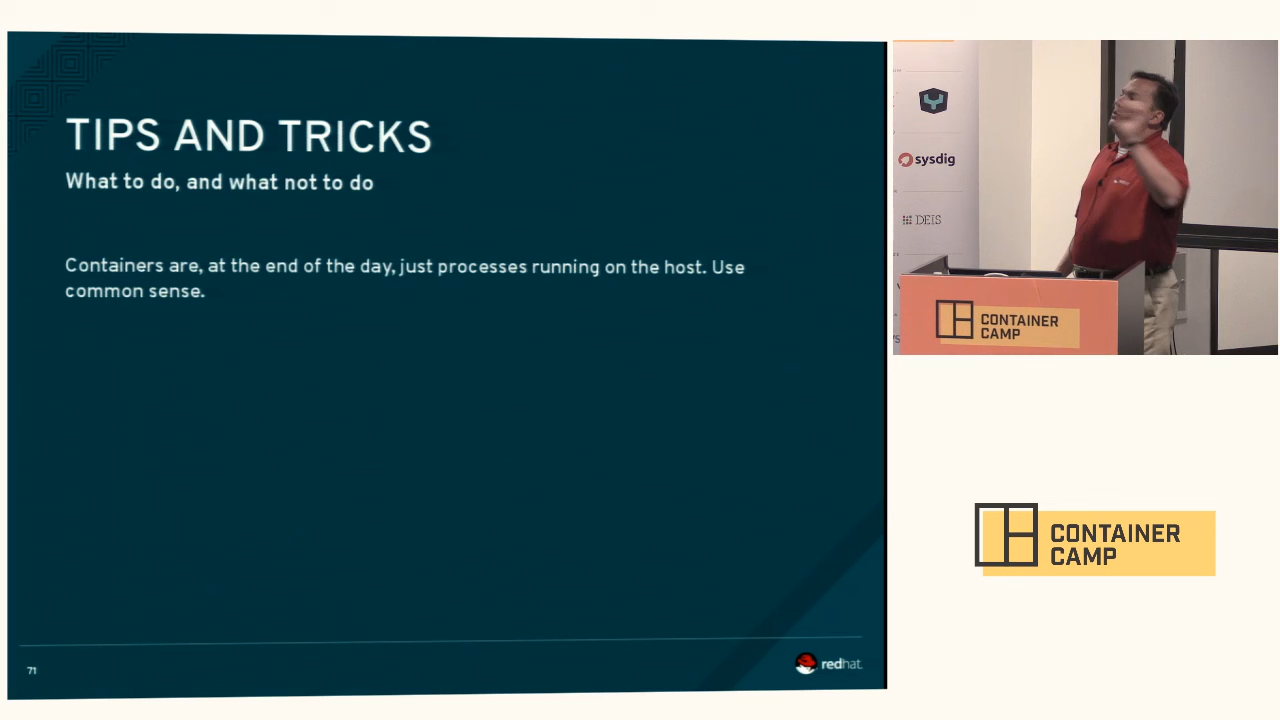 TIPS AND TRICKS
What to do, and what not to do
Containers are, at the end of the day, just processes running on the host. Use
common sense.
71
redhat.
sysdig
DEIS
CONTAINER
CAMP
CONTAINER
CAMP